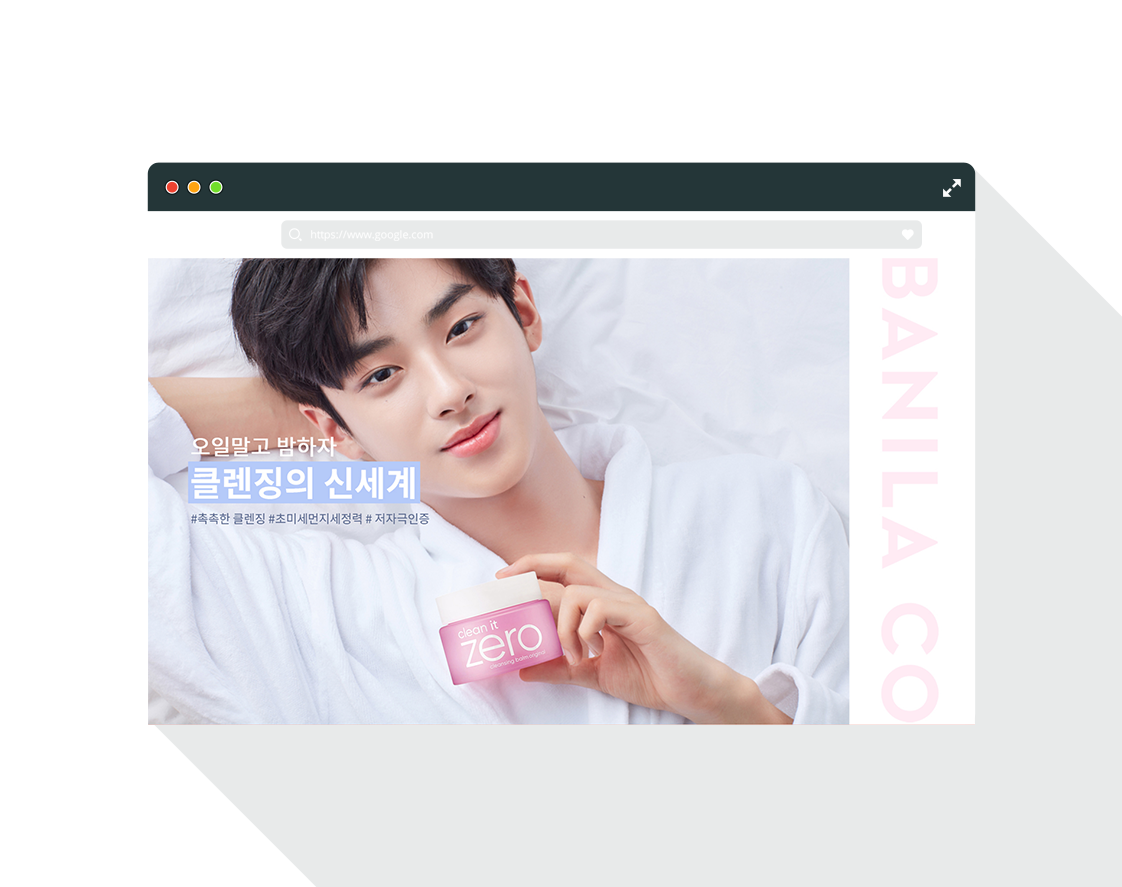 https://www.google.com
오일말고 밤하자
클렌징의 신세계
#촉촉한 클렌징 #초미세먼지세정력 # 저자극인증
clean it
zero
cleansing balm original
BANILA CO